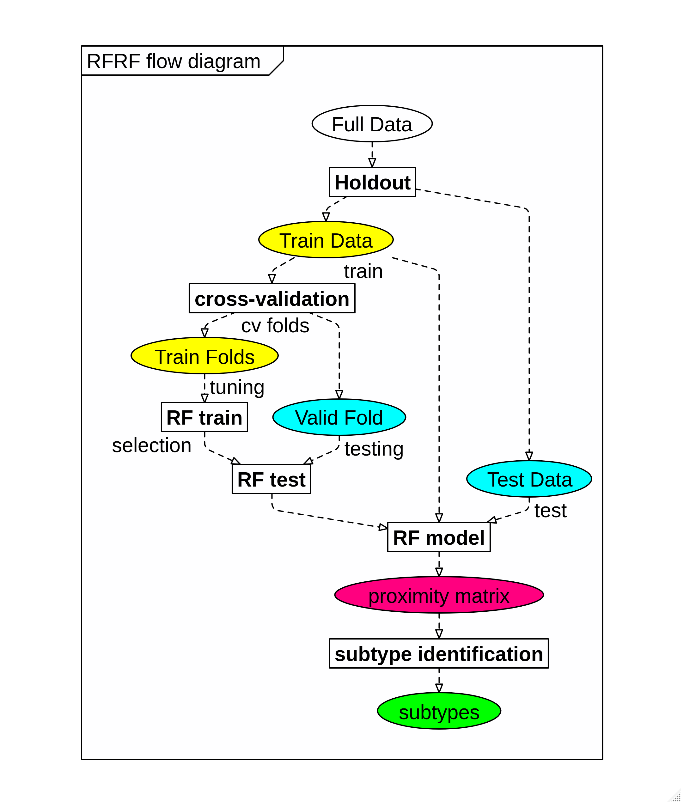 RFRF flow diagram
Full Data
Holdout
Train Data
train
cross-validation
cv folds
Train Folds
tuning
RF train
Valid Fold
selection
testing
RF test
Test Data
test
RF model
proximity matrix
subtype identification
subtypes